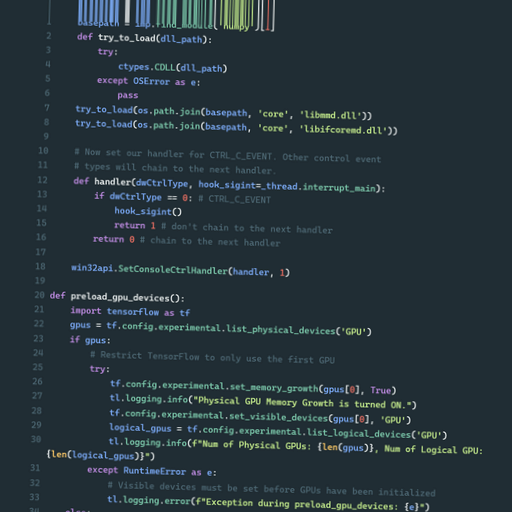 basepath = imp.find_module('numpy')[1]
2 def try_to_load(dll_path):
3 try:
4 ctypes.CDLL(dll_path)
5 except OSError as e:
6 pass
7 try_to_load(os.path.join(basepath, 'core', 'libmmd.dll'))
8 try_to_load(os.path.join(basepath, 'core', 'libifcoremd.dll'))
9
10 # Now set our handler for CTRL_C_EVENT. Other control event
11 # types will chain to the next handler.
12 def handler(dwCtrlType, hook_sigint=_thread.interrupt_main):
13 if dwCtrlType == 0: # CTRL_C_EVENT
14 hook_sigint()
15 return 1 # don't chain to the next handler
16 return 0 # chain to the next handler
17
18 win32api.SetConsoleCtrlHandler(handler, 1)
19
20 def preload_gpu_devices():
21 import tensorflow as tf
22 gpus = tf.config.experimental.list_physical_devices('GPU')
23 if gpus:
24 # Restrict TensorFlow to only use the first GPU
25 try:
26 tf.config.experimental.set_memory_growth(gpus[0], True)
27 tl.logging.info("Physical GPU Memory Growth is turned ON.")
28 tf.config.experimental.set_visible_devices(gpus[0], 'GPU')
29 logical_gpus = tf.config.experimental.list_logical_devices('GPU')
30 tl.logging.info(f"Num of Physical GPUs: {len(gpus)}, Num of Logical GPU:
{len(logical_gpus)}")
31 except RuntimeError as e:
32 # Visible devices must be set before GPUs have been initialized
33 tl.logging.error(f"Exception during preload_gpu_devices: {e}")